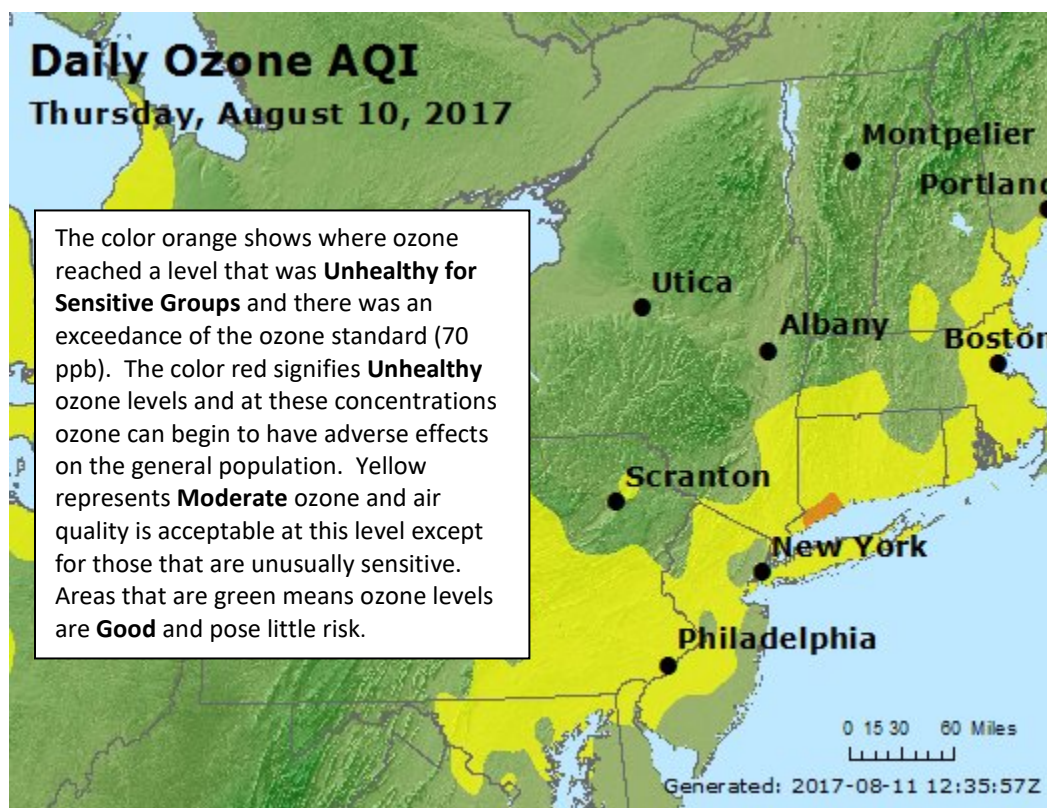 Daily Ozone AQI
Thursday, August 10, 2017
Montpelier
Portland
The color orange shows where ozone
reached a level that was Unhealthy for
Sensitive Groups and there was an
exceedance of the ozone standard (70
ppb). The color red signifies Unhealthy
ozone levels and at these concentrations
ozone can begin to have adverse effects
on the general population. Yellow
represents Moderate ozone and air
quality is acceptable at this level except
for those that are unusually sensitive.
Areas that are green means ozone levels
are Good and pose little risk.
Utica
Albany
Boston
Scranton
New York
Philadelphia
0 15 30 60 Miles
Generated: 2017-08-11 12:35:57Z